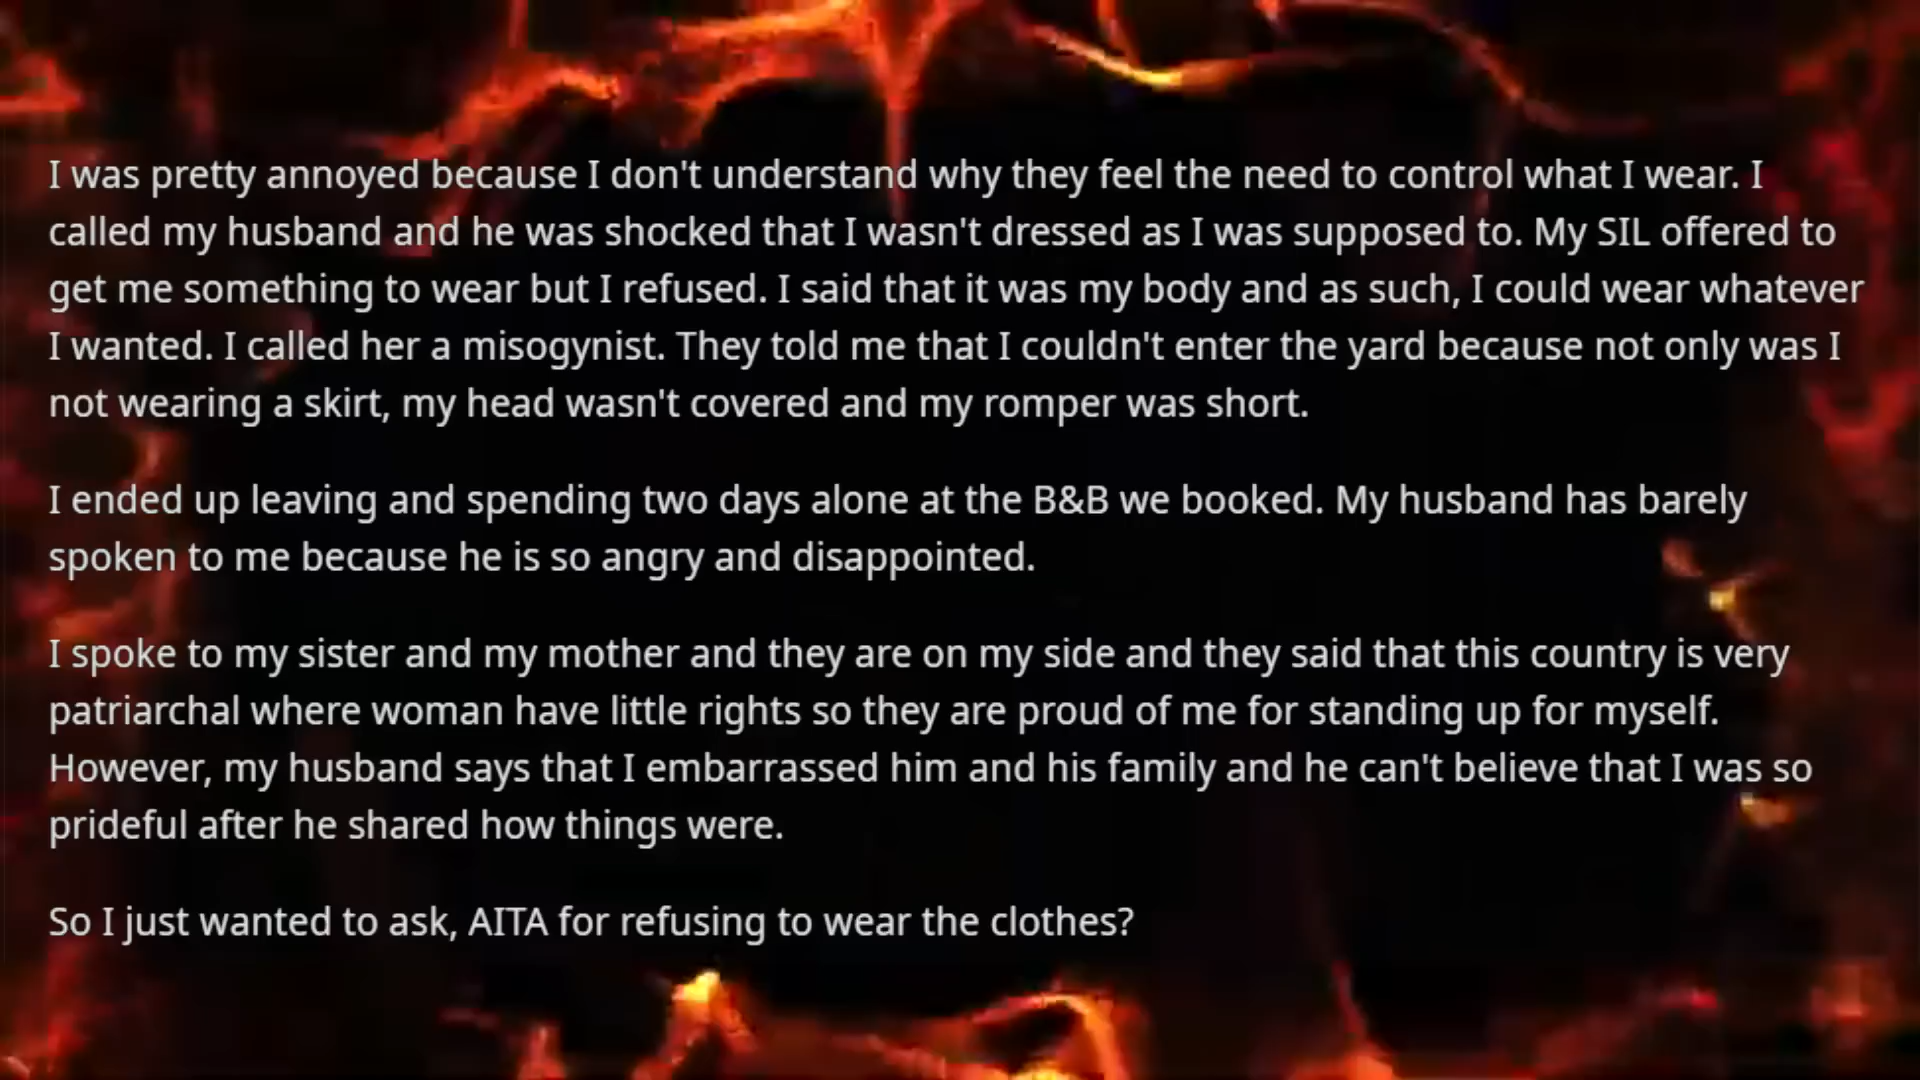 I was pretty annoyed because I don't understand why they feel the need to control what I wear. I
called my husband and he was shocked that I wasn't dressed as I was supposed to. My SIL offered to
get me something to wear but I refused. I said that it was my body and as such, I could wear whatever
I wanted. I called her a misogynist. They told me that I couldn't enter the yard because not only was I
not wearing a skirt, my head wasn't covered and my romper was short.
I ended up leaving and spending two days alone at the B&B we booked. My husband has barely
spoken to me because he is so angry and disappointed.
I spoke to my sister and my mother and they are on my side and they said that this country is very
patriarchal where woman have little rights so they are proud of me for standing up for myself.
However, my husband says that I embarrassed him and his family and he can't believe that I was so
prideful after he shared how things were.
So I just wanted to ask, AITA for refusing to wear the clothes?